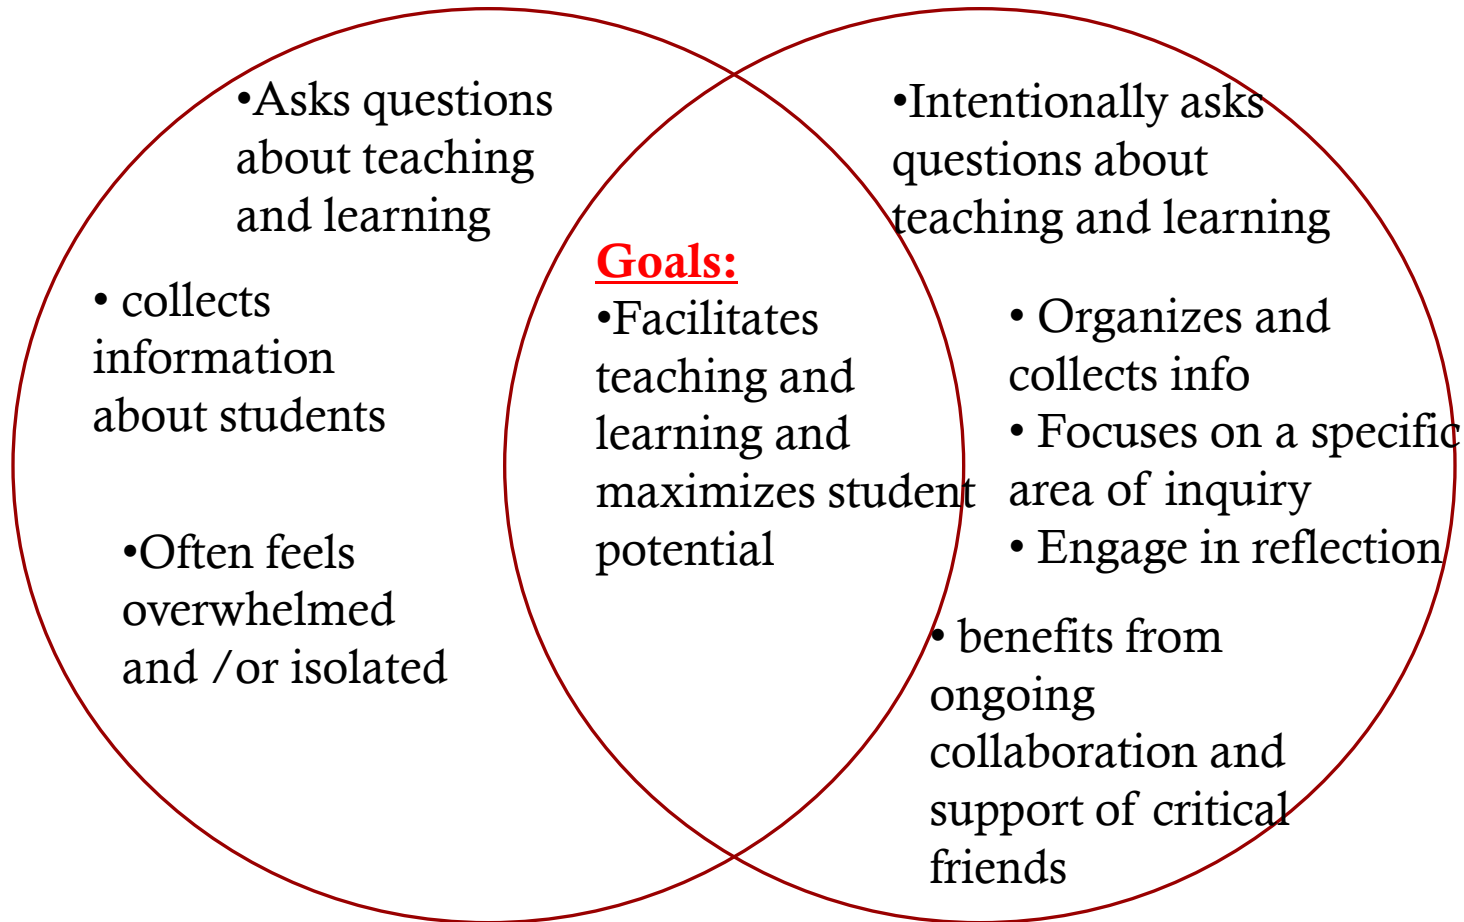 •Asks questions
about teaching
and learning
• collects
information
about students
•Often feels
overwhelmed
and /or isolated
Goals:
•Facilitates
teaching and
learning and
maximizes student
potential
•Intentionally asks
questions about
teaching and learning
• Organizes and
collects info
• Focuses on a specific
area of inquiry
• Engage in reflection
• benefits from
ongoing
collaboration and
support of critical
friends